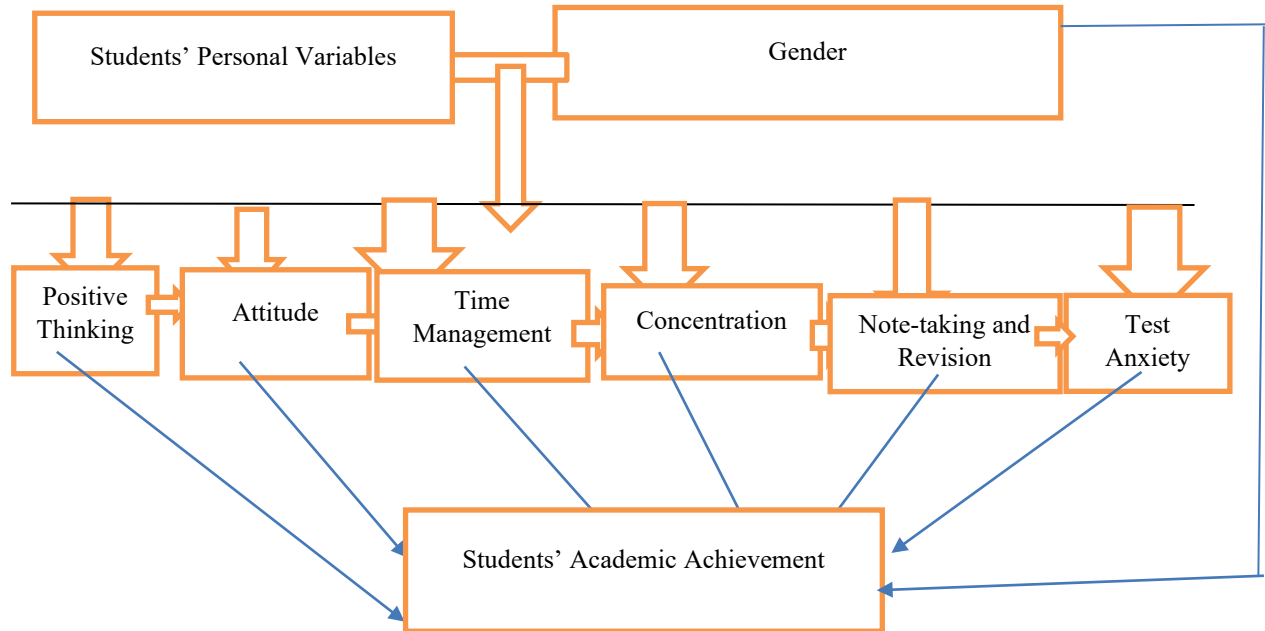 Students’ Personal Variables
Gender
Positive
Thinking
Attitude
Time
Management
Concentration
Note-taking and
Revision
Test
Anxiety
Students’ Academic Achievement